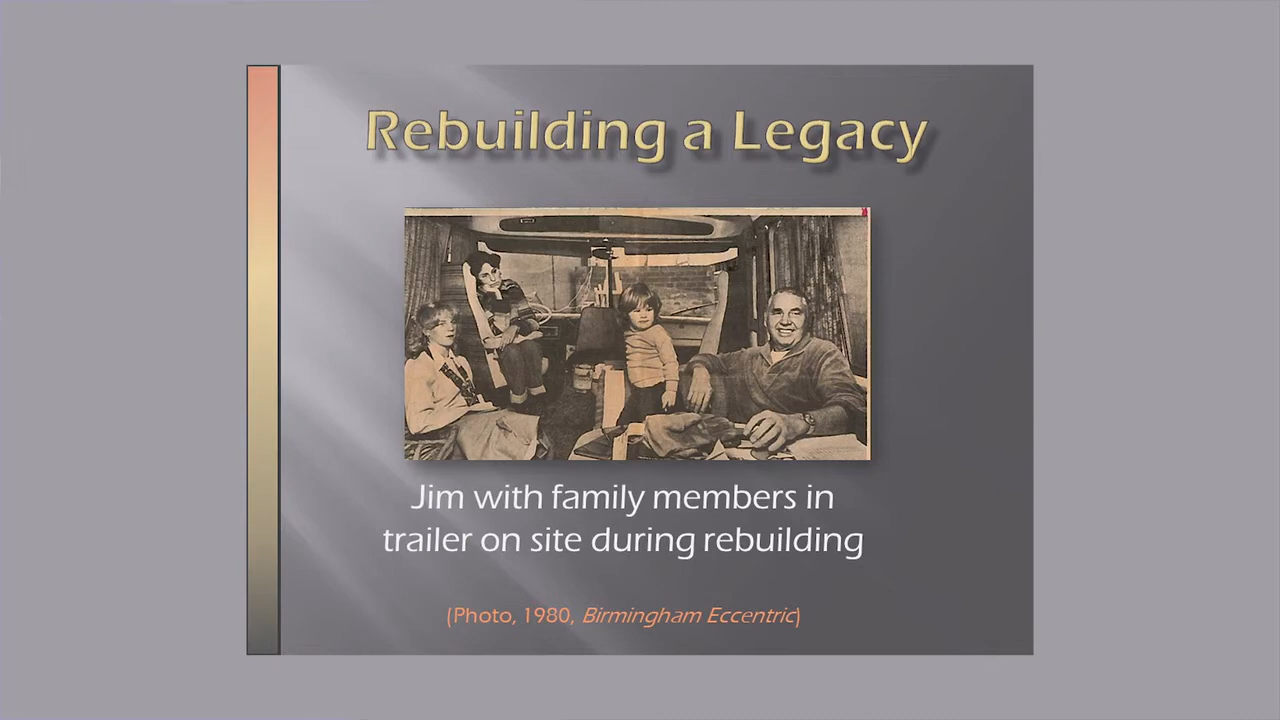 Rebuilding a Legacy
Jim with family members in
trailer on site during rebuilding
(Photo, 1980, Birmingham Eccentric)